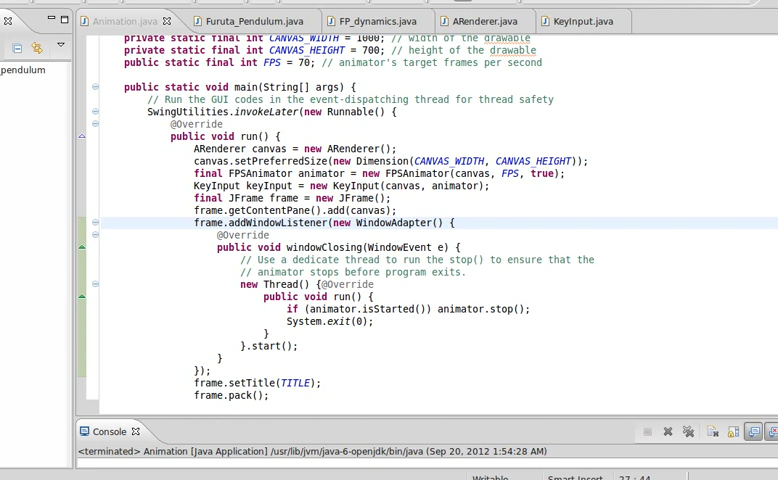 Animation.java Furuta_Pendulum.java FP_dynamics.java ARenderer.java KeyInput.java
pendulum
private static final int CANVAS_WIDTH = 1000; // width of the drawable
private static final int CANVAS_HEIGHT = 700; // height of the drawable
public static final int FPS = 70; // animator's target frames per second
public static void main(String[] args) {
// Run the GUI codes in the event-dispatching thread for thread safety
SwingUtilities.invokeLater(new Runnable() {
@Override
public void run() {
ARenderer canvas = new ARenderer();
canvas.setPreferredSize(new Dimension(CANVAS_WIDTH, CANVAS_HEIGHT));
final FPSAnimator animator = new FPSAnimator(canvas, FPS, true);
KeyInput keyInput = new KeyInput(canvas, animator);
final JFrame frame = new JFrame();
frame.getContentPane().add(canvas);
frame.addWindowListener(new WindowAdapter() {
@Override
public void windowClosing(WindowEvent e) {
// Use a dedicate thread to run the stop() to ensure that the
// animator stops before program exits.
new Thread() {@Override
public void run() {
if (animator.isStarted()) animator.stop();
System.exit(0);
}
}.start();
}
});
frame.setTitle(TITLE);
frame.pack();
Console
<terminated> Animation [Java Application] /usr/lib/jvm/java-6-openjdk/bin/java (Sep 20, 2012 1:54:28 AM)
Writable Smart Insert 27 : 44